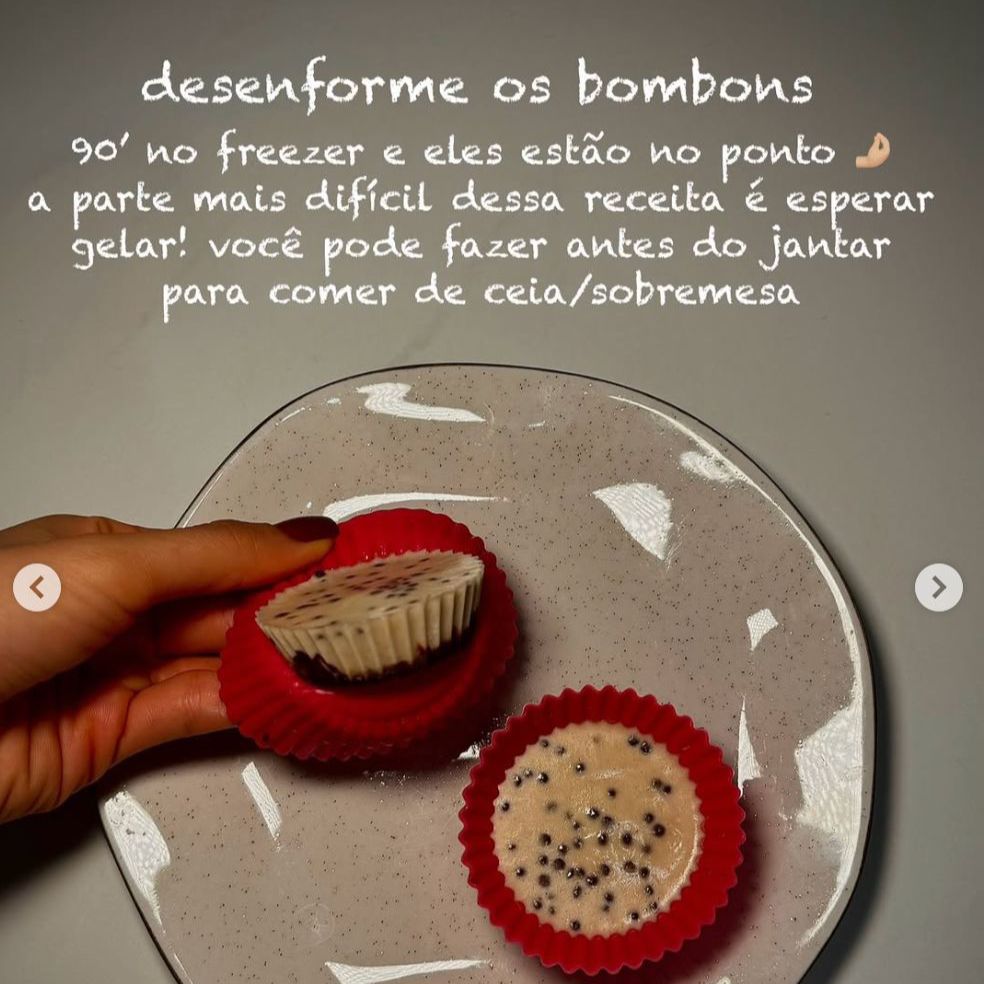 desenforme os bombons
90' no freezer e eles estão no ponto 🤌🏼
a parte mais difícil dessa receita é esperar
gelar! você pode fazer antes do jantar
para comer de ceia/sobremesa